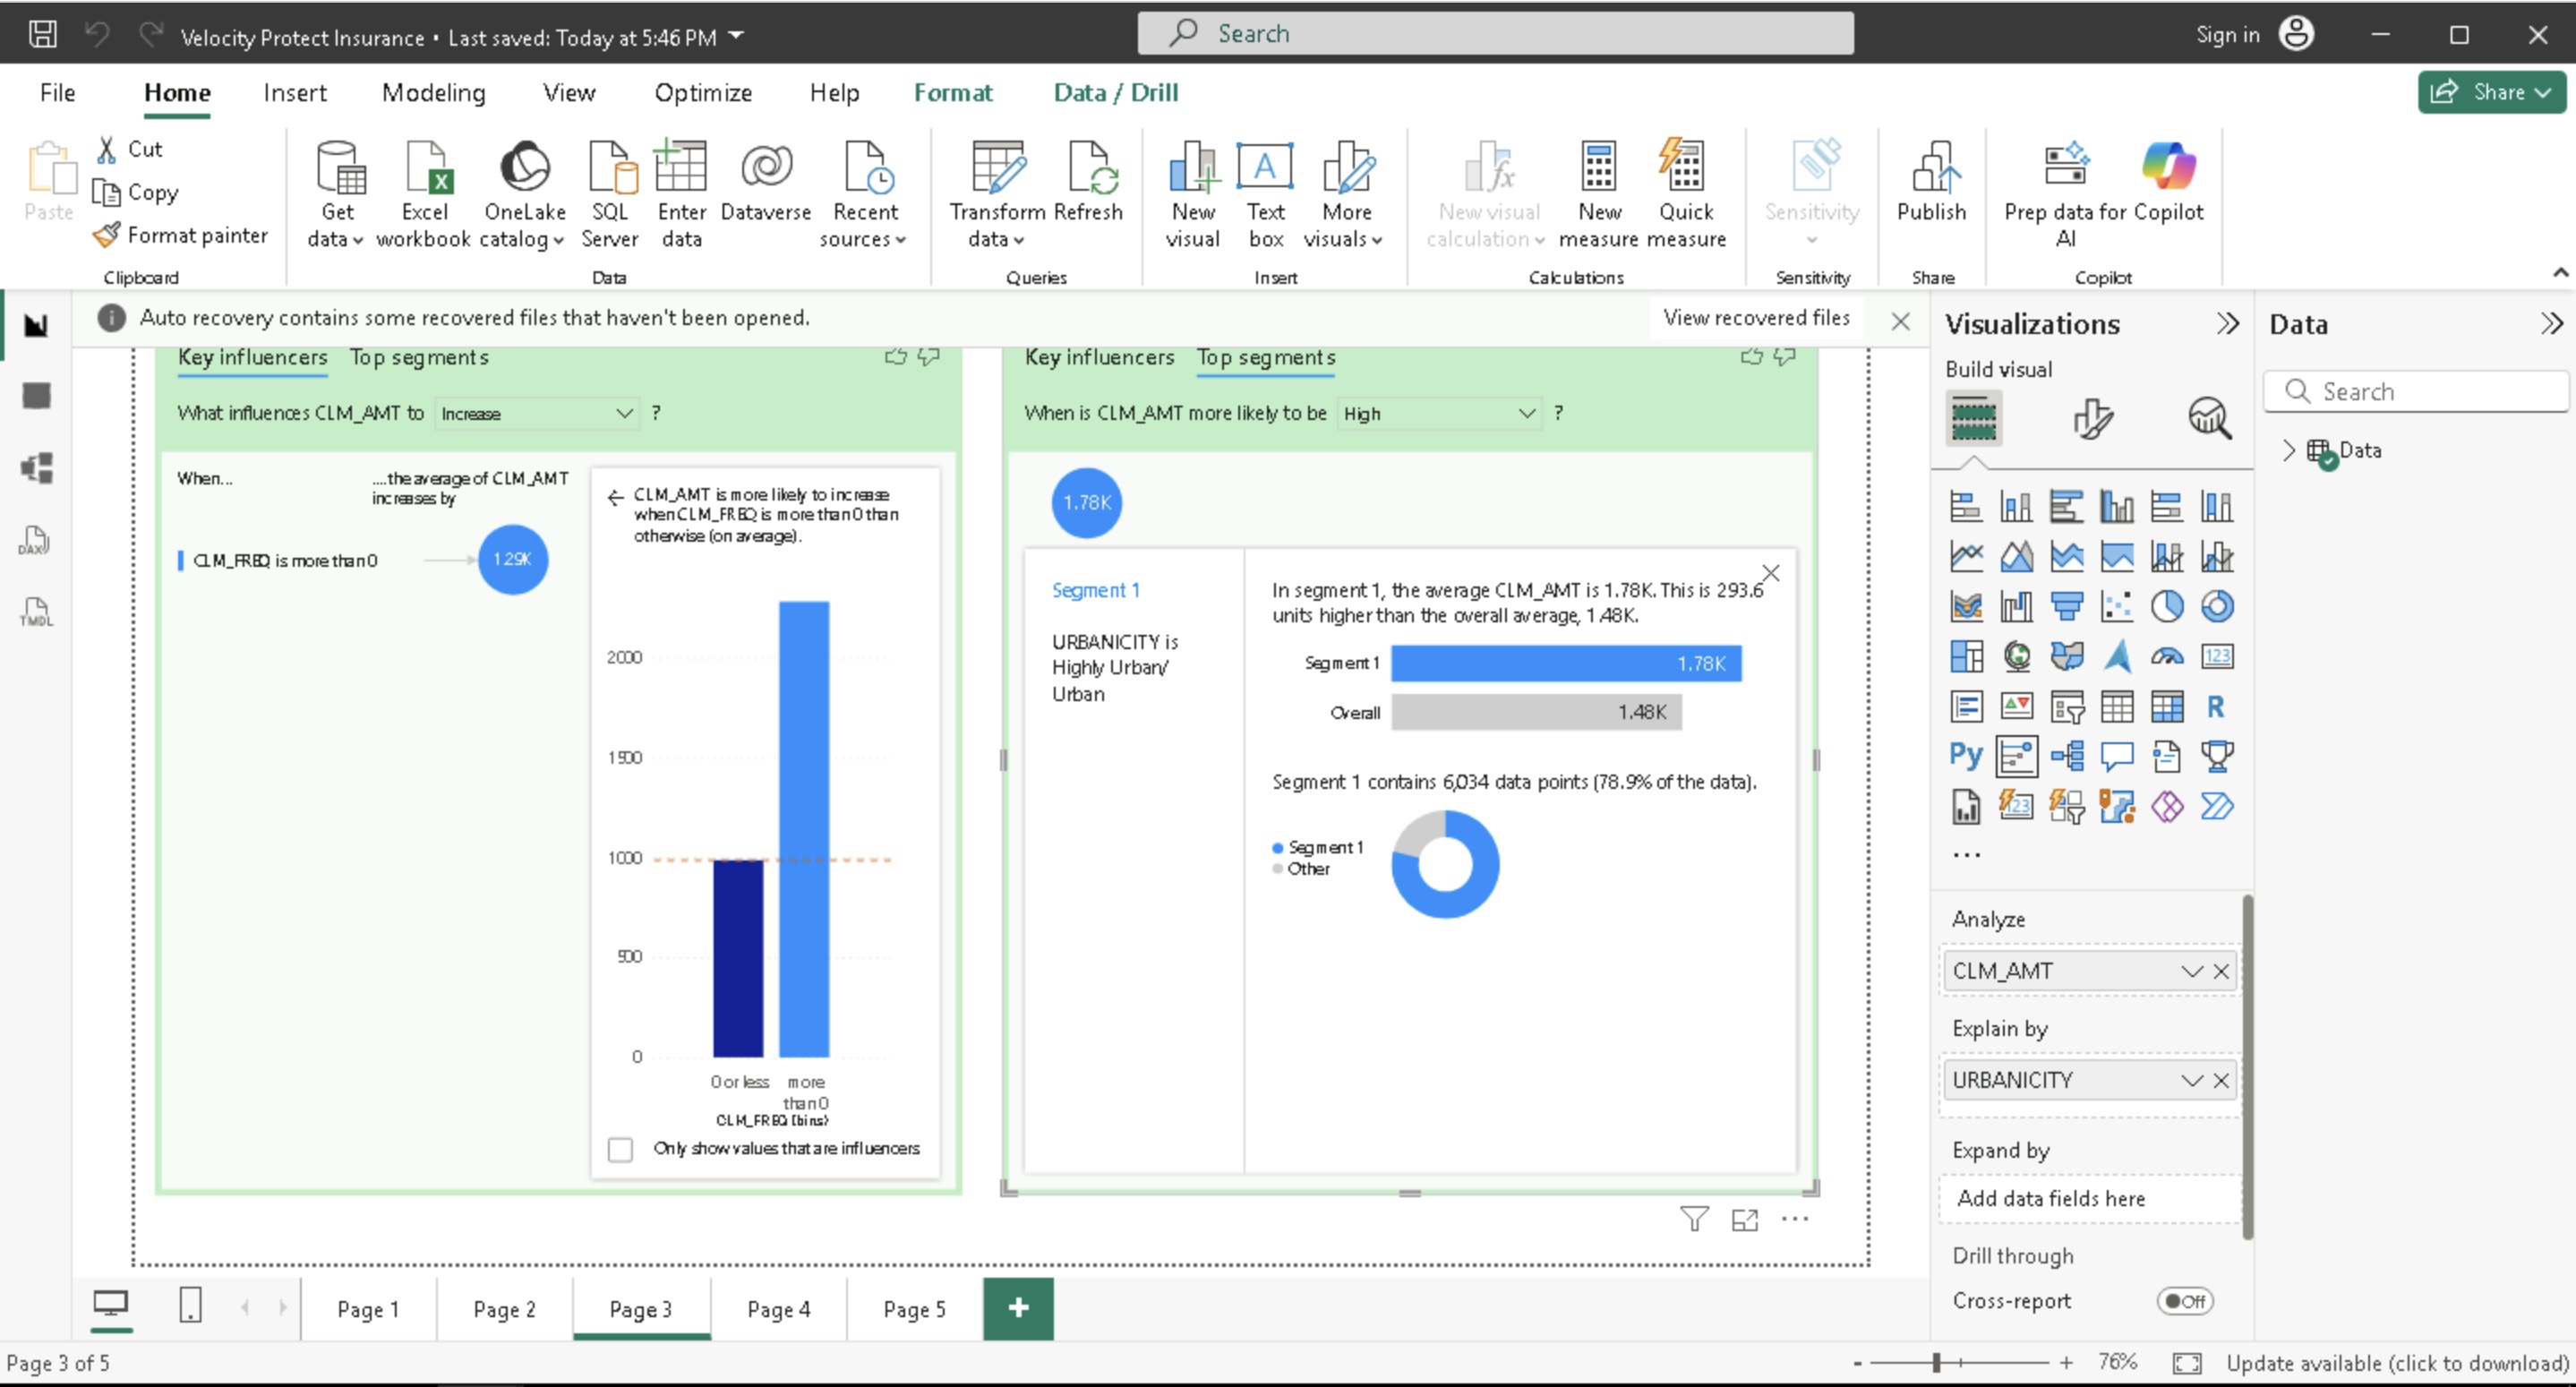 Velocity Protect Insurance • Last saved: Today at 5:46 PM
Search
Sign in
File Home Insert Modeling View Optimize Help Format Data / Drill
Share
Paste
Cut
Copy
Format painter
Clipboard
Get data
Excel workbook
OneLake catalog
SQL Server
Enter data
Dataverse
Recent sources
Data
Transform data
Refresh
Queries
New visual
Text box
More visuals
Insert
New visual calculation
New measure
Quick measure
Calculations
Sensitivity
Sensitivity
Publish
Share
Prep data for AI
Copilot
Copilot
Auto recovery contains some recovered files that haven't been opened.
View recovered files
DAX
TMDL
Key influencers Top segments
What influences CLM_AMT to Increase ?
When...
....the average of CLM_AMT
increases by
CLM_FREQ is more than 0
1.29K
CLM_AMT is more likely to increase
when CLM_FREQ is more than 0 than
otherwise (on average).
2000
1500
1000
500
0
0 or less
more
than 0
CLM_FREQ (bins)
Only show values that are influencers
Key influencers Top segments
When is CLM_AMT more likely to be High ?
1.78K
Segment 1
URBANICITY is
Highly Urban/
Urban
In segment 1, the average CLM_AMT is 1.78K. This is 293.6
units higher than the overall average, 1.48K.
Segment 1 1.78K
Overall 1.48K
Segment 1 contains 6,034 data points (78.9% of the data).
Segment 1
Other
Visualizations
Build visual
123
R
Py
123
Analyze
CLM_AMT
Explain by
URBANICITY
Expand by
Add data fields here
Drill through
Cross-report Off
Data
Search
Data
Page 1 Page 2 Page 3 Page 4 Page 5
Page 3 of 5
76%
Update available (click to download)